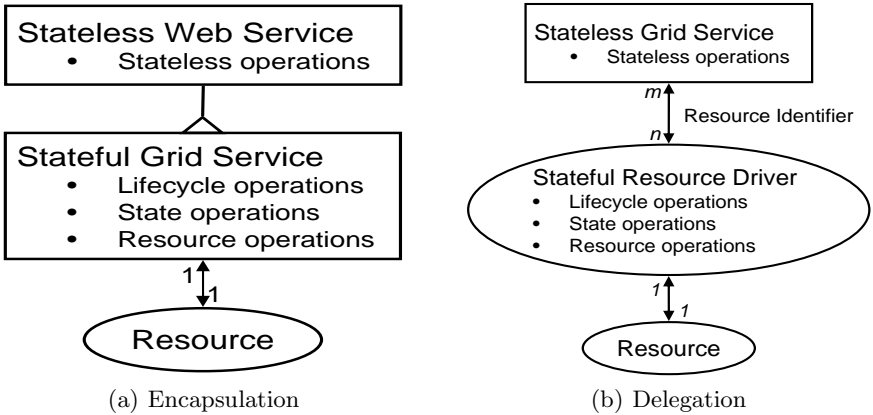 Stateless Web Service
• Stateless operations
Stateful Grid Service
• Lifecycle operations
• State operations
• Resource operations
1
1
Resource
(a) Encapsulation
Stateless Grid Service
• Stateless operations
m
Resource Identifier
n
Stateful Resource Driver
• Lifecycle operations
• State operations
• Resource operations
1
1
Resource
(b) Delegation